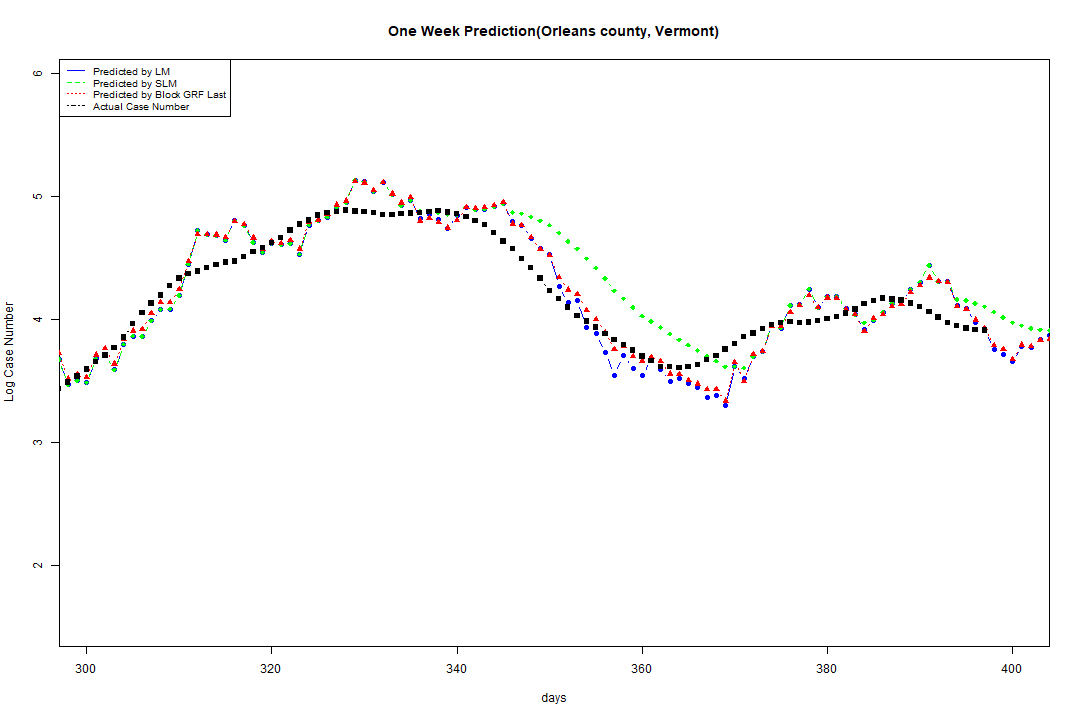 One Week Prediction(Orleans county, Vermont)
6
Predicted by LM
Predicted by SLM
Predicted by Block GRF Last
Actual Case Number
5
4
3
2
Log Case Number
300 320 340 360 380 400
days